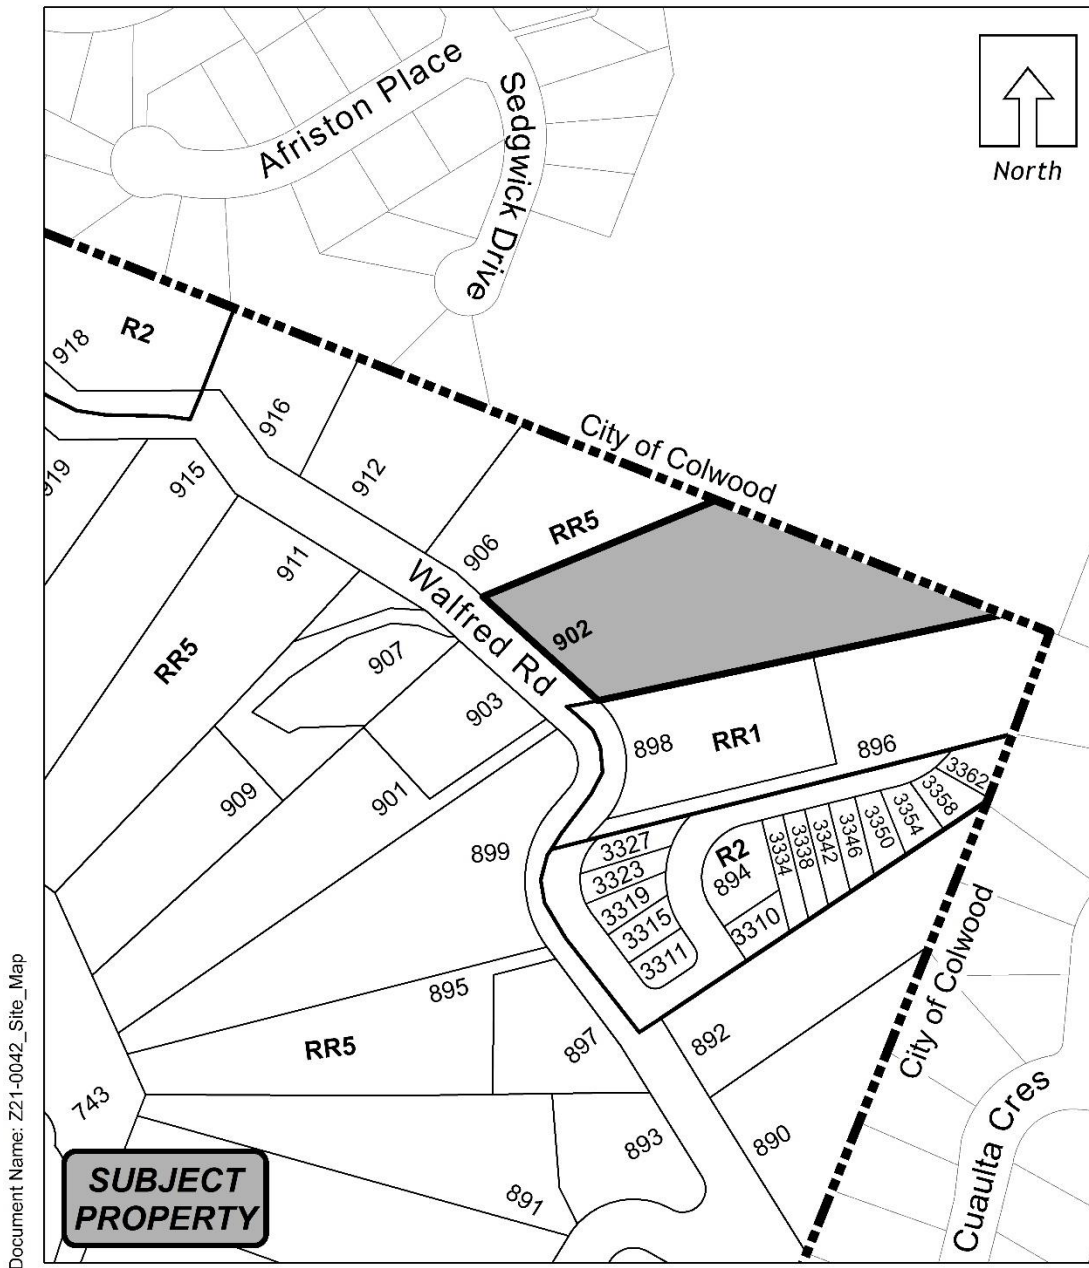 Afriston Place
Sedgwick Drive
North
R2
918
916
912
919
915
911
City of Colwood
RR5
906
Walfred Rd
902
RR5
907
903
909
901
898
RR1
896
899
3362
3358
3354
3350
3346
3342
3338
3334
3327
3323
3319
3315
3311
R2
894
3310
City of Colwood
895
RR5
897
892
890
893
891
743
Cuaulta Cres
SUBJECT
PROPERTY
Document Name: Z21-0042_Site_Map